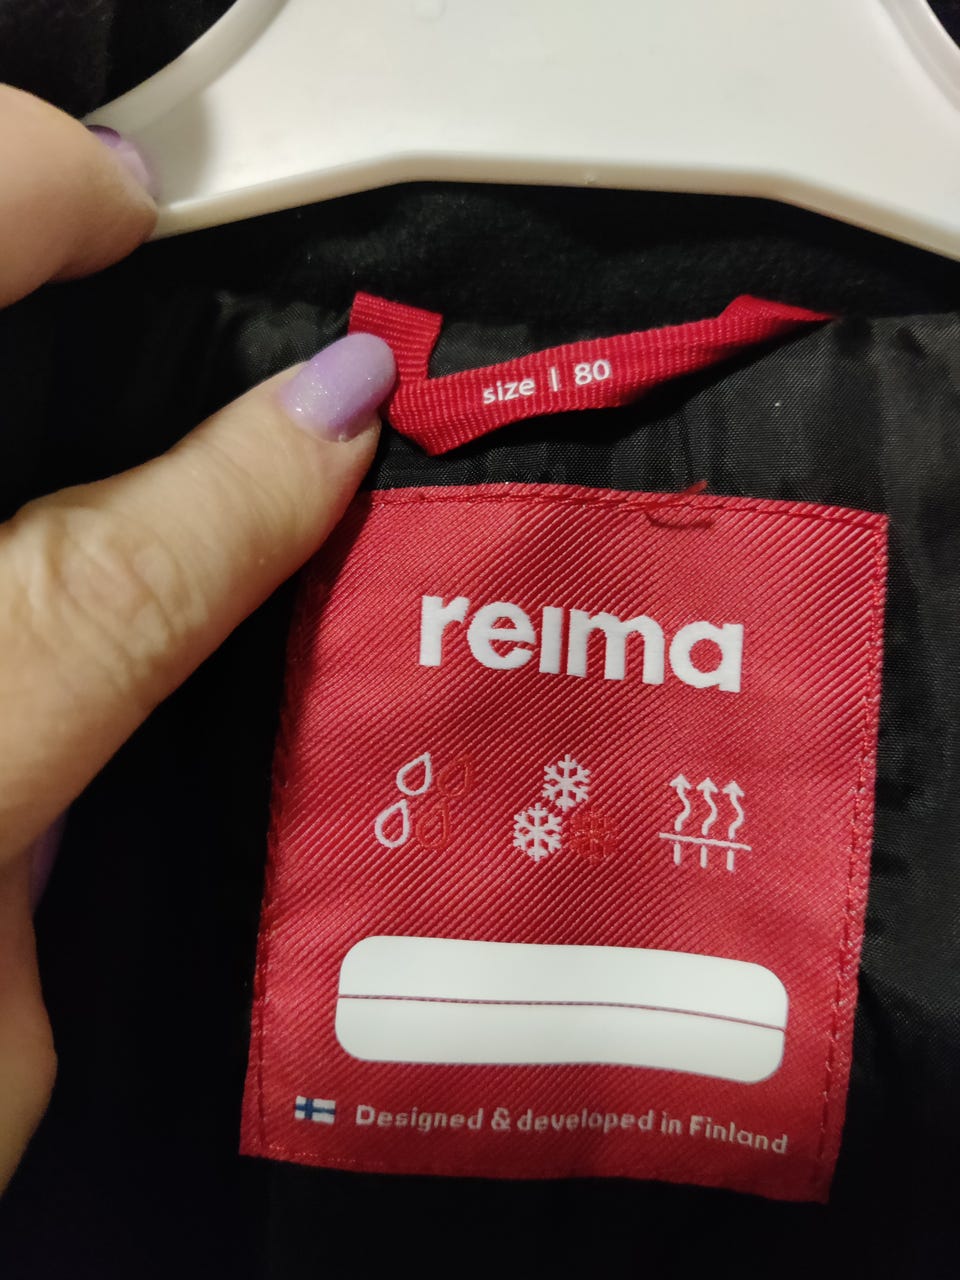 size | 80
reima
Designed & developed in Finland